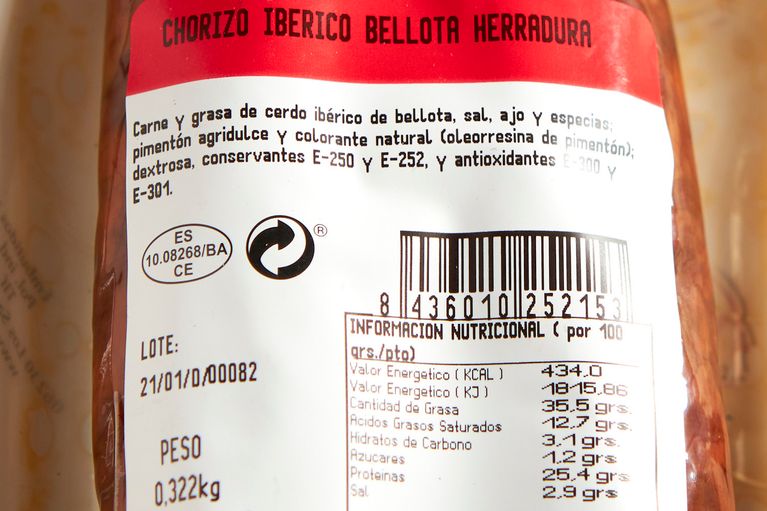 CHORIZO IBERICO BELLOTA HERRADURA
Carne y grasa de cerdo ibérico de bellota, sal, ajo y especias;
pimentón agridulce y colorante natural (oleorresina de pimentón);
dextrosa, conservantes E-250 y E-252, y antioxidantes E-300 y
E-301.
ES
10.08268/BA
CE
®
8 436010 252153
LOTE:
21/01/D/00082
PESO
0,322kg
INFORMACION NUTRICIONAL ( por 100
grs./pto)
Valor Energetico ( KCAL ) 434,0
Valor Energetico ( KJ ) 1815,86
Cantidad de Grasa 35,5 grs.
Acidos Grasos Saturados 12,7 grs.
Hidratos de Carbono 3,1 grs.
Azucares 1,2 grs
Proteinas 25,4 grs
Sal 2,9 grs